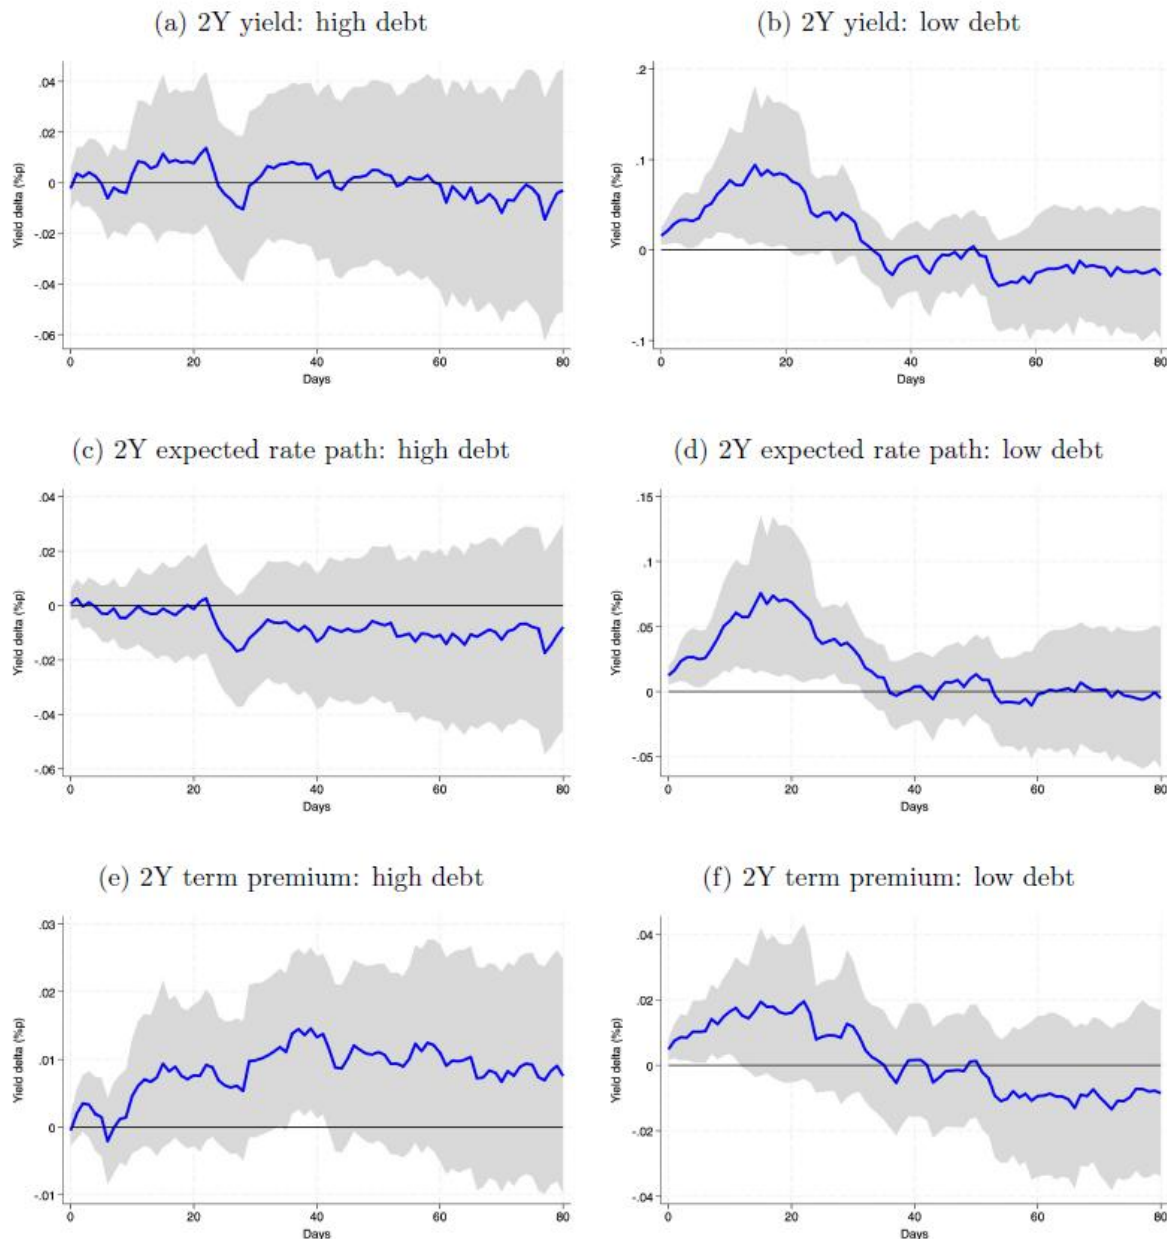 (a) 2Y yield: high debt
(b) 2Y yield: low debt
Yield delta (%p)
.04
.02
0
-.02
-.04
-.06
0 20 40 60 80
Days
Yield delta (%p)
.2
.1
0
-.1
0 20 40 60 80
Days
(c) 2Y expected rate path: high debt
(d) 2Y expected rate path: low debt
Yield delta (%p)
.04
.02
0
-.02
-.04
-.06
0 20 40 60 80
Days
Yield delta (%p)
.15
.1
.05
0
-.05
0 20 40 60 80
Days
(e) 2Y term premium: high debt
(f) 2Y term premium: low debt
Yield delta (%p)
.03
.02
.01
0
-.01
0 20 40 60 80
Days
Yield delta (%p)
.04
.02
0
-.02
-.04
0 20 40 60 80
Days